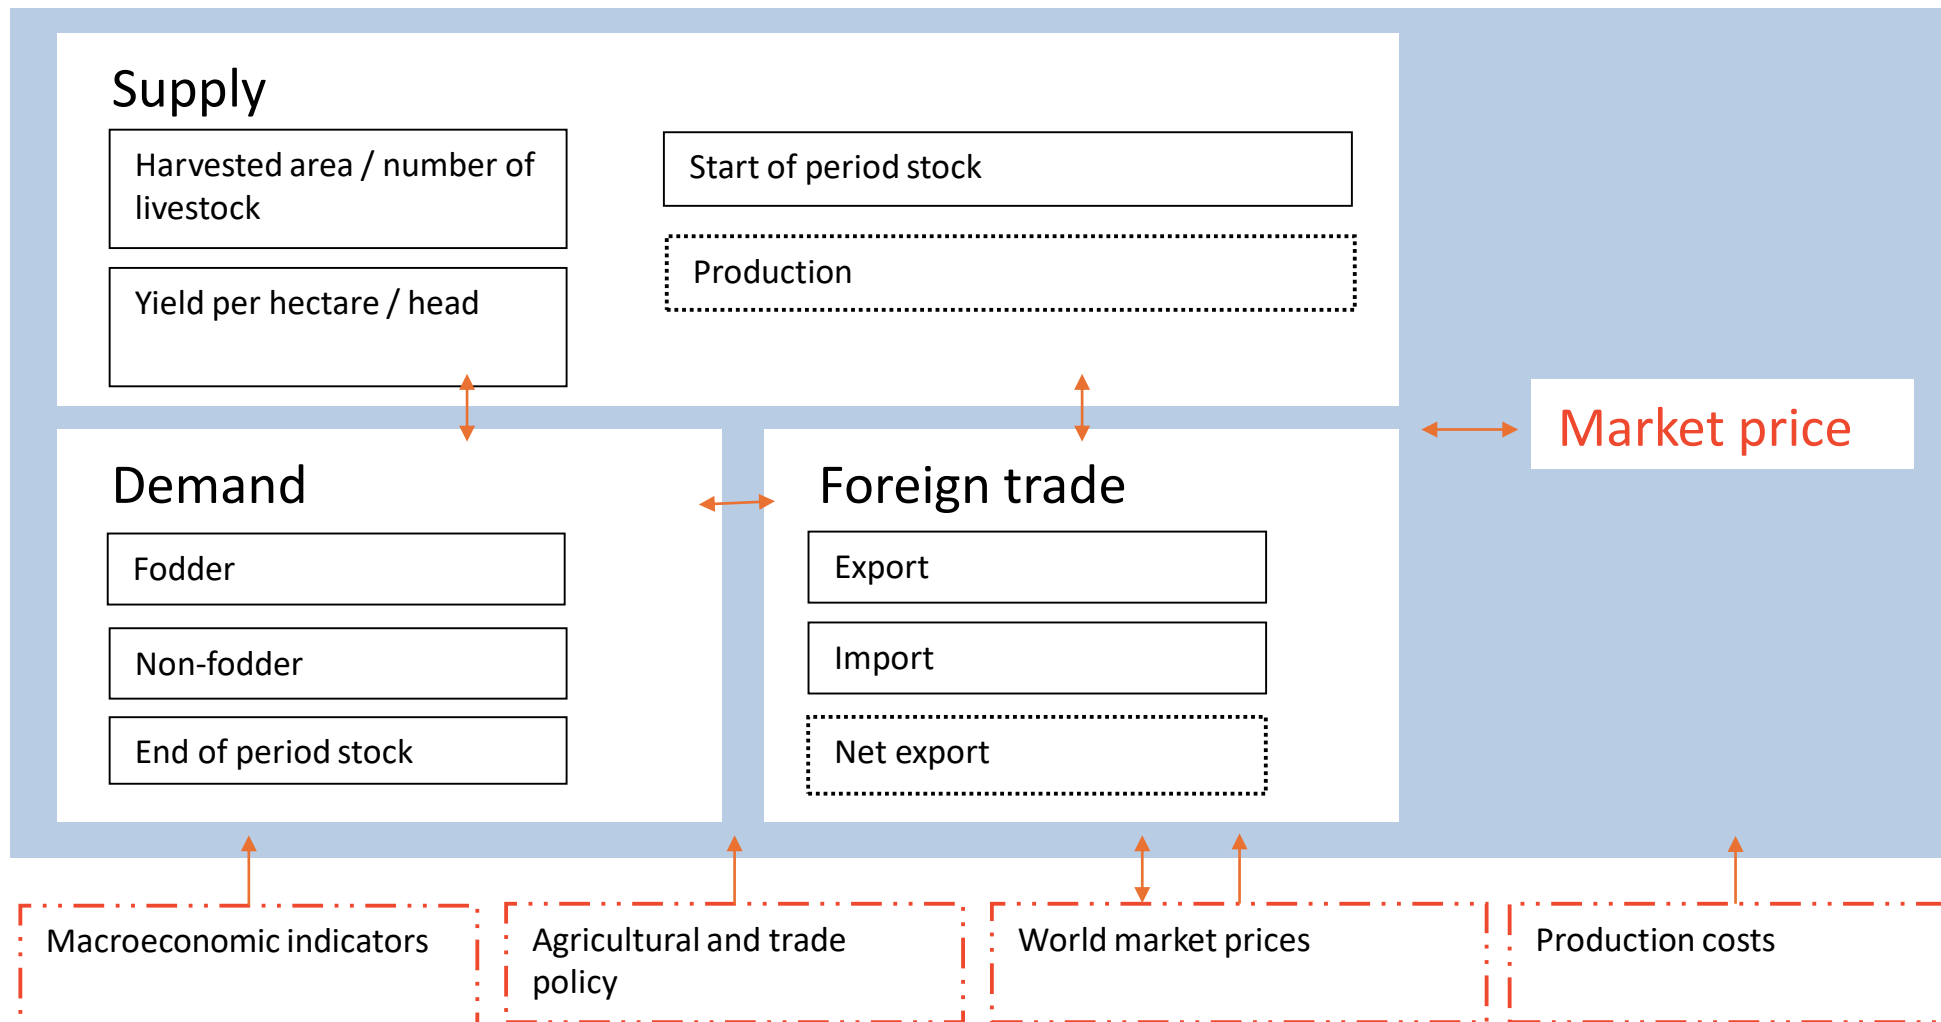 Supply
Harvested area / number of
livestock
Yield per hectare / head
Start of period stock
Production
Market price
Demand
Fodder
Non-fodder
End of period stock
Foreign trade
Export
Import
Net export
Macroeconomic indicators
Agricultural and trade
policy
World market prices
Production costs